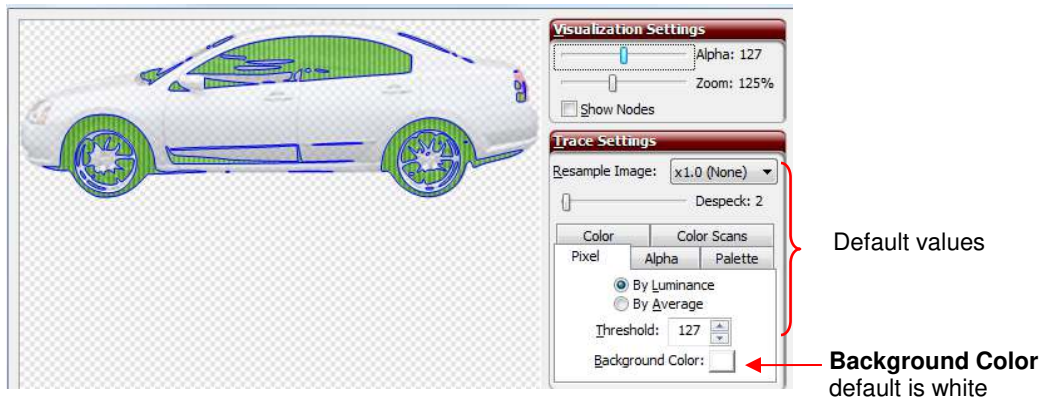 Visualization Settings
Alpha: 127
Zoom: 125%
Show Nodes
Trace Settings
Resample Image: x1.0 (None)
Despeck: 2
Color Color Scans
Pixel Alpha Palette
By Luminance
By Average
Threshold: 127
Background Color:
Default values
Background Color
default is white